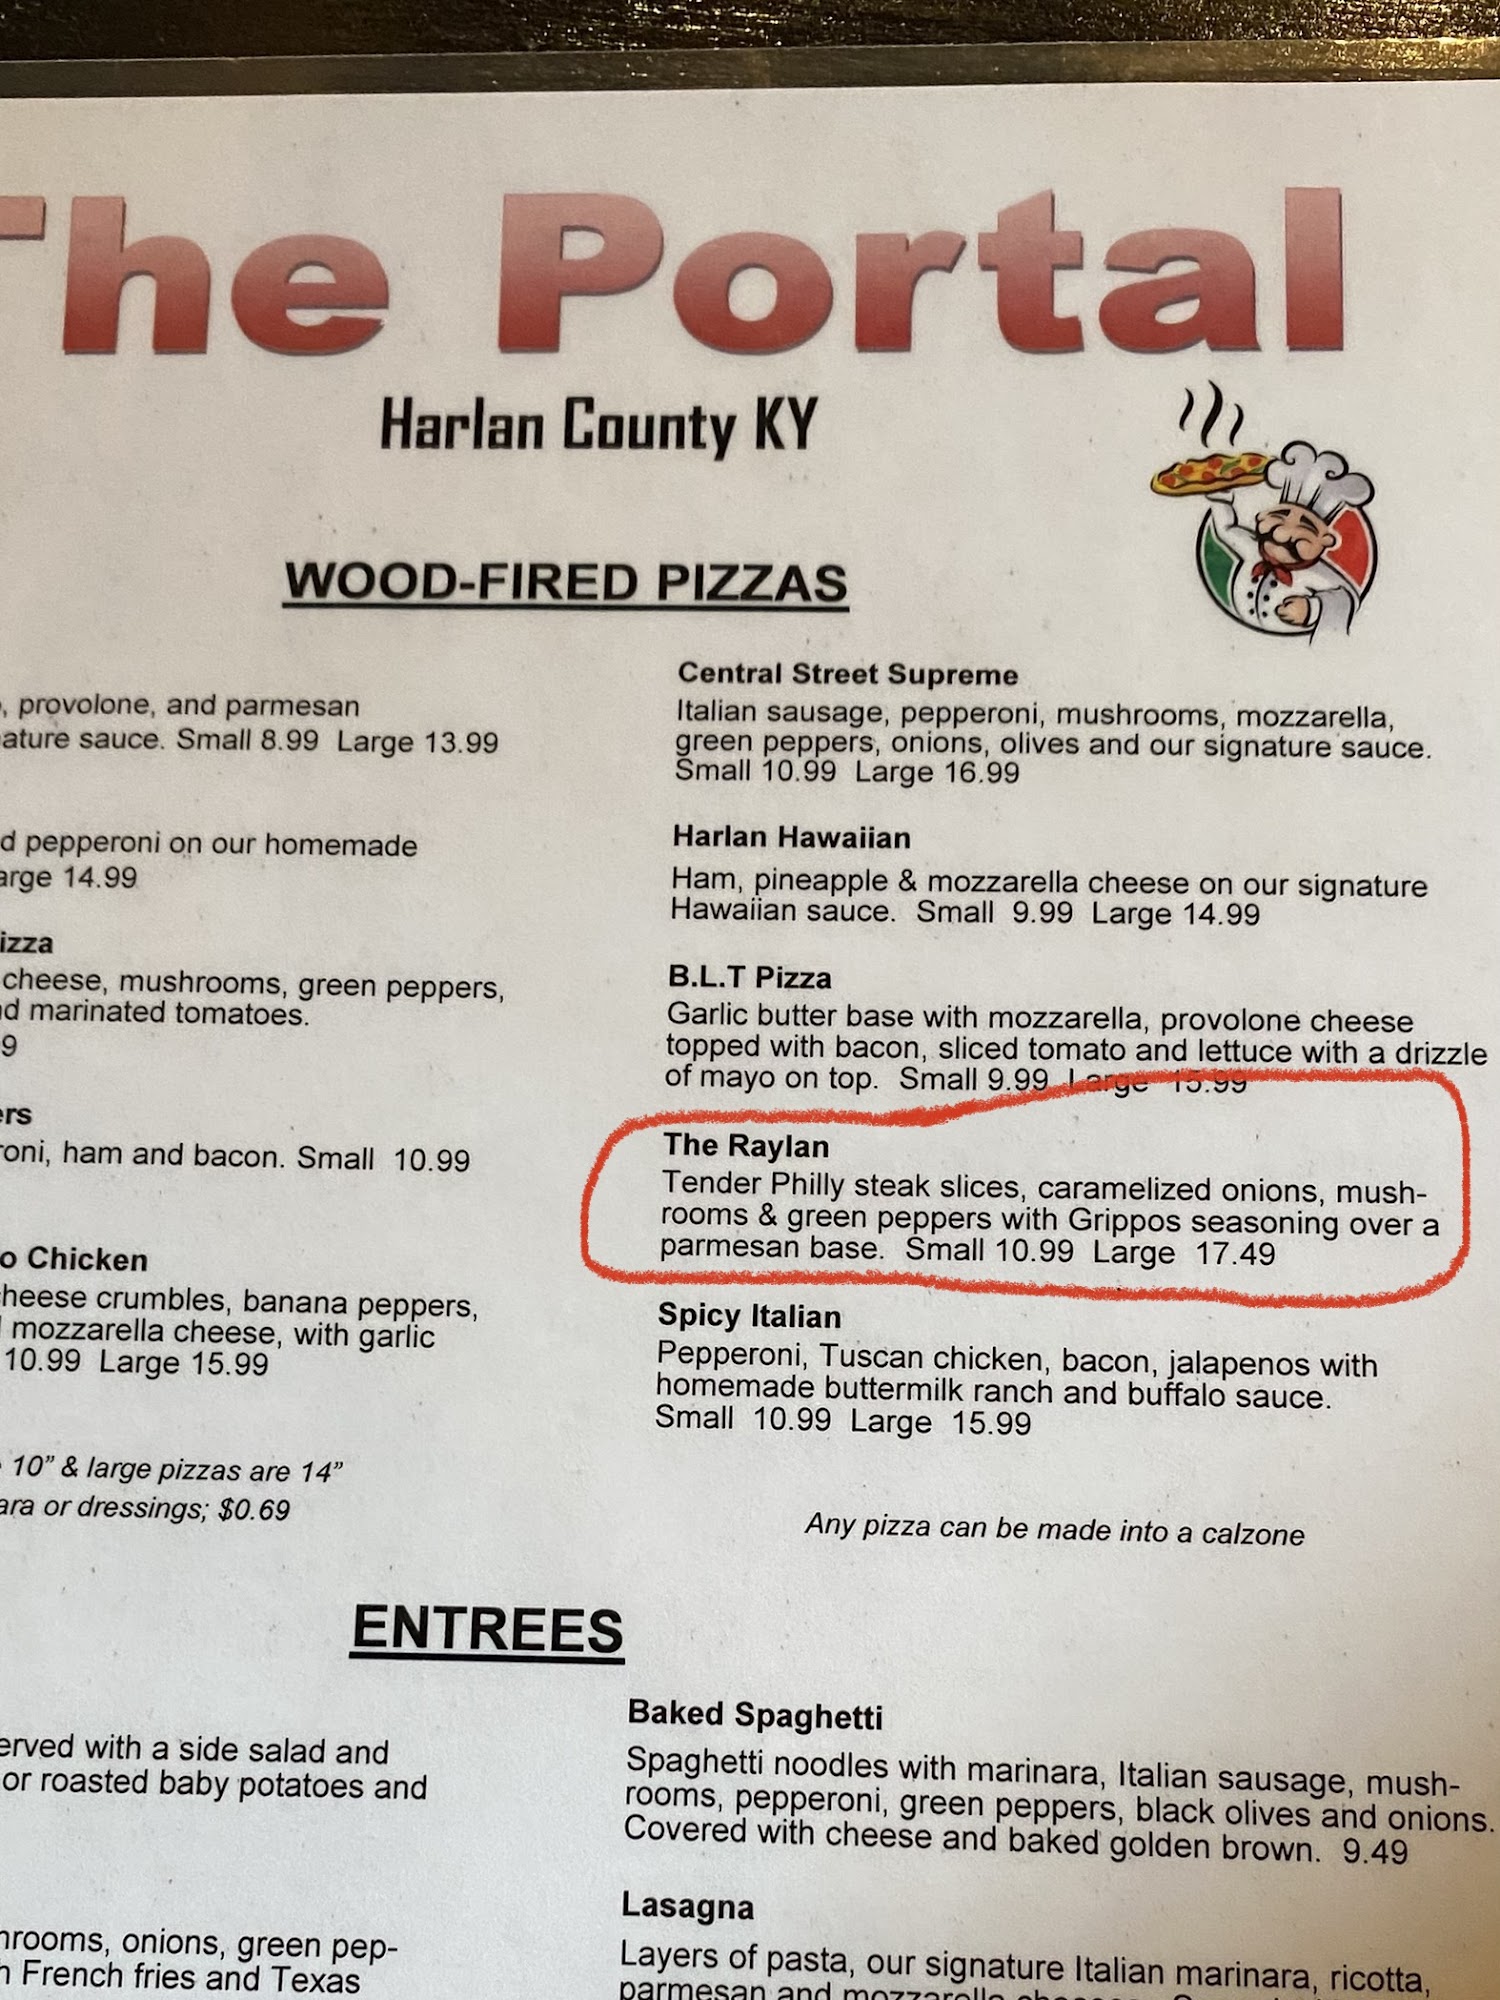 The Portal
Harlan County KY
WOOD-FIRED PIZZAS
, provolone, and parmesan
ature sauce. Small 8.99 Large 13.99
d pepperoni on our homemade
arge 14.99
izza
cheese, mushrooms, green peppers,
d marinated tomatoes.
9
ers
roni, ham and bacon. Small 10.99
o Chicken
heese crumbles, banana peppers,
mozzarella cheese, with garlic
10.99 Large 15.99
10” & large pizzas are 14”
ara or dressings; $0.69
Central Street Supreme
Italian sausage, pepperoni, mushrooms, mozzarella,
green peppers, onions, olives and our signature sauce.
Small 10.99 Large 16.99
Harlan Hawaiian
Ham, pineapple & mozzarella cheese on our signature
Hawaiian sauce. Small 9.99 Large 14.99
B.L.T Pizza
Garlic butter base with mozzarella, provolone cheese
topped with bacon, sliced tomato and lettuce with a drizzle
of mayo on top. Small 9.99 Large 15.99
The Raylan
Tender Philly steak slices, caramelized onions, mush-
rooms & green peppers with Grippos seasoning over a
parmesan base. Small 10.99 Large 17.49
Spicy Italian
Pepperoni, Tuscan chicken, bacon, jalapenos with
homemade buttermilk ranch and buffalo sauce.
Small 10.99 Large 15.99
Any pizza can be made into a calzone
ENTREES
erved with a side salad and
or roasted baby potatoes and
hrooms, onions, green pep-
h French fries and Texas
Baked Spaghetti
Spaghetti noodles with marinara, Italian sausage, mush-
rooms, pepperoni, green peppers, black olives and onions.
Covered with cheese and baked golden brown. 9.49
Lasagna
Layers of pasta, our signature Italian marinara, ricotta,
parmesan and mozzarella